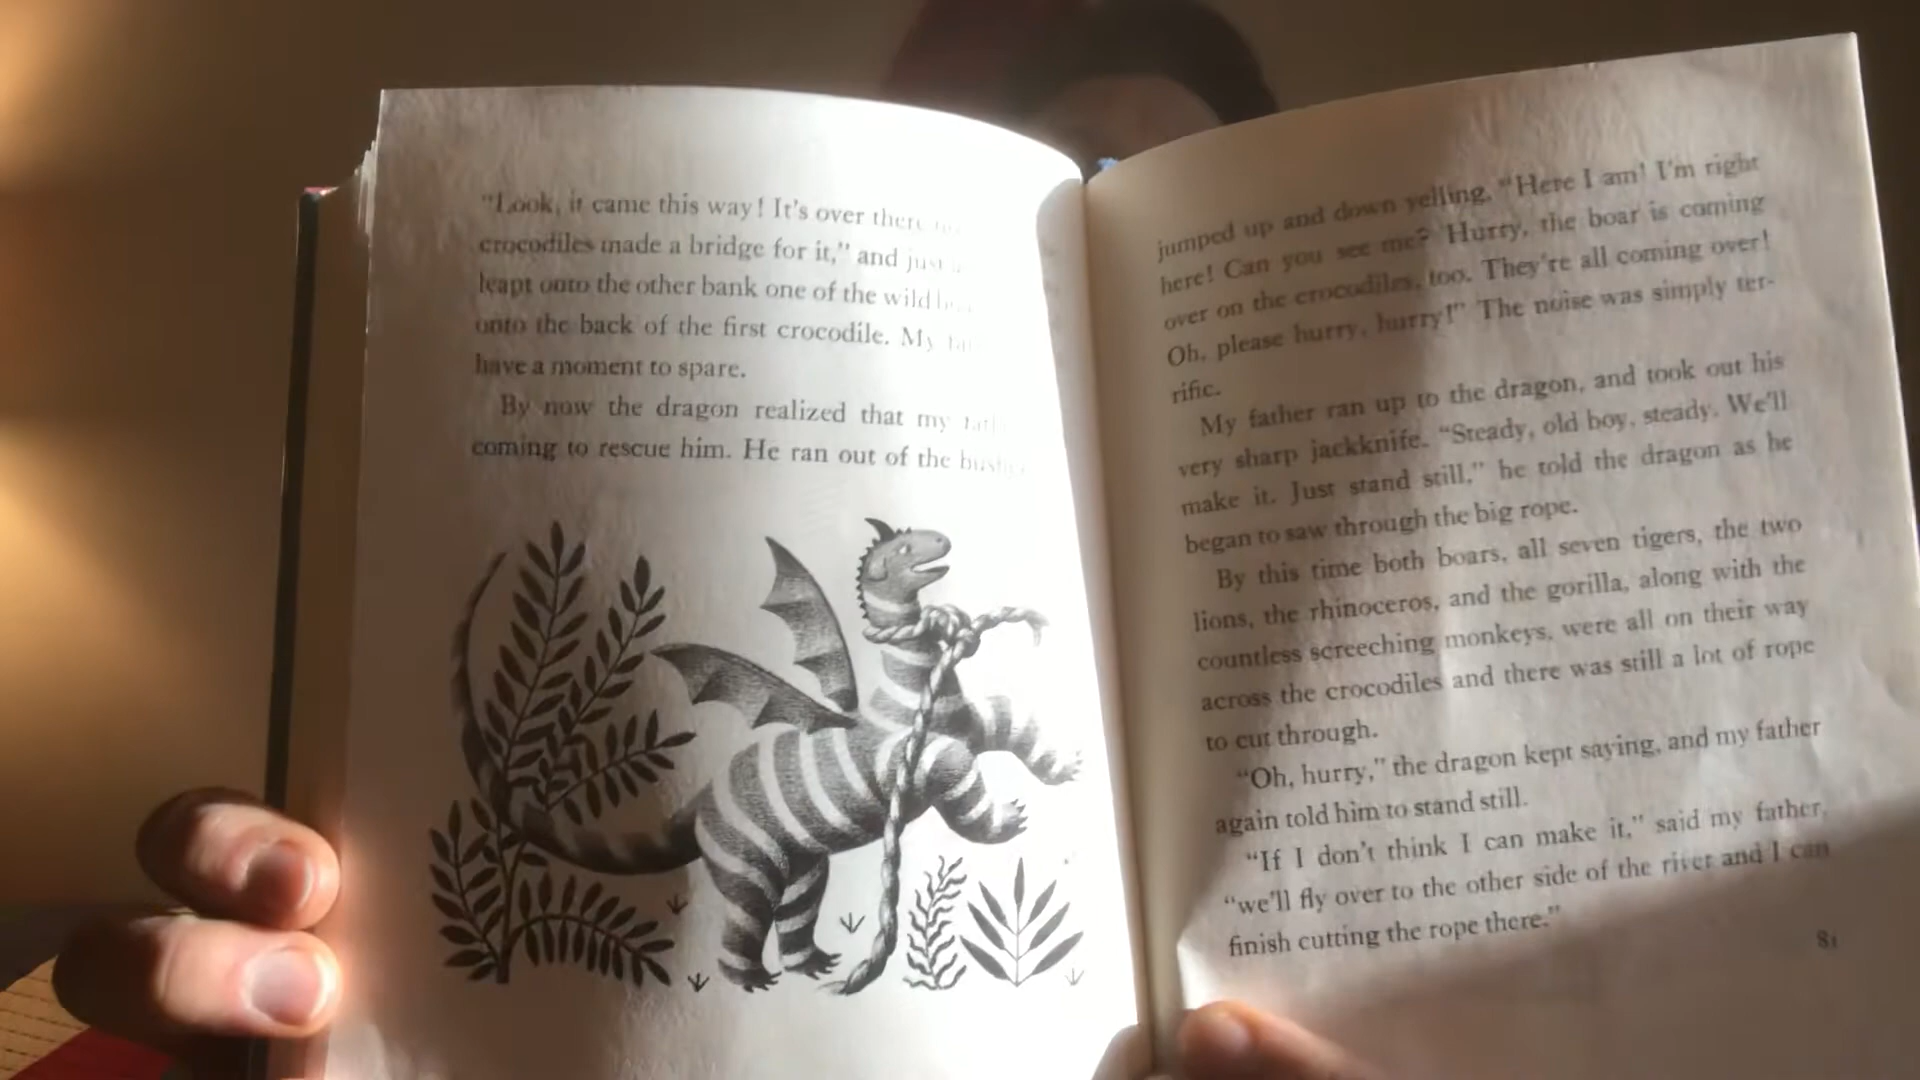 "Look, it came this way! It's over there
crocodiles made a bridge for it," and just
leapt onto the other bank one of the wild
onto the back of the first crocodile. My
have a moment to spare.
By now the dragon realized that my
coming to rescue him. He ran out of the
jumped up and down yelling, "Here I am! I'm right
here! Can you see me? Hurry, the boar is coming
over on the crocodiles, too. They're all coming over!
Oh, please hurry, hurry!" The noise was simply ter-
rific.
My father ran up to the dragon, and took out his
very sharp jackknife. "Steady, old boy, steady. We'll
make it. Just stand still," he told the dragon as he
began to saw through the big rope.
By this time both boars, all seven tigers, the two
lions, the rhinoceros, and the gorilla, along with the
countless screeching monkeys, were all on their way
across the crocodiles and there was still a lot of rope
to cut through.
"Oh, hurry," the dragon kept saying, and my father
again told him to stand still.
"If I don't think I can make it," said my father,
"we'll fly over to the other side of the river and I can
finish cutting the rope there."
81